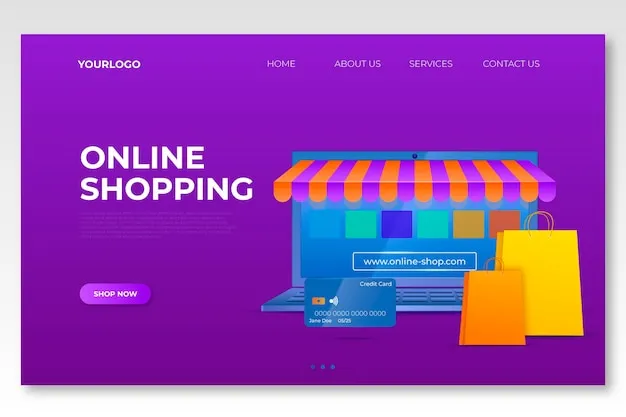 YOURLOGO
HOME
ABOUT US
SERVICES
CONTACT US
ONLINE
SHOPPING
SHOP NOW
www.online-shop.com
Credit Card
0000 0000 0000 0000
Jane Doe 05/25